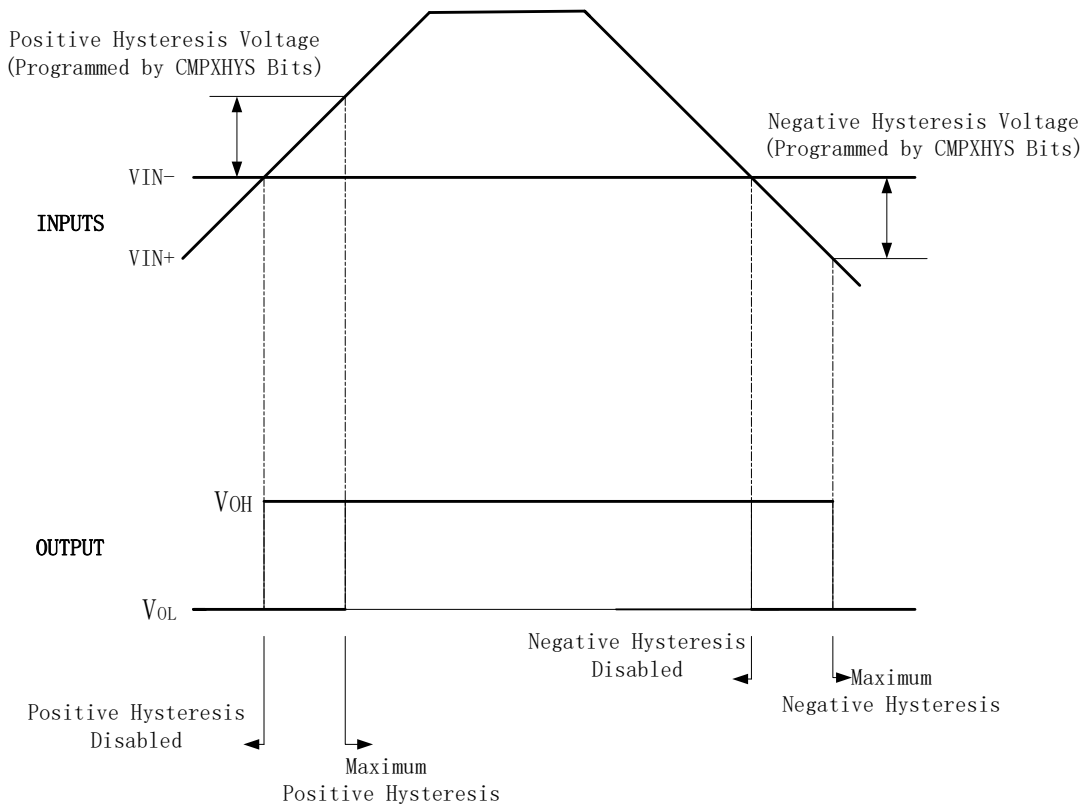 Positive Hysteresis Voltage
(Programmed by CMPXHYS Bits)
Negative Hysteresis Voltage
(Programmed by CMPXHYS Bits)
VIN-
INPUTS
VIN+
VOH
OUTPUT
VOL
Negative Hysteresis
Disabled
Maximum
Negative Hysteresis
Positive Hysteresis
Disabled
Maximum
Positive Hysteresis